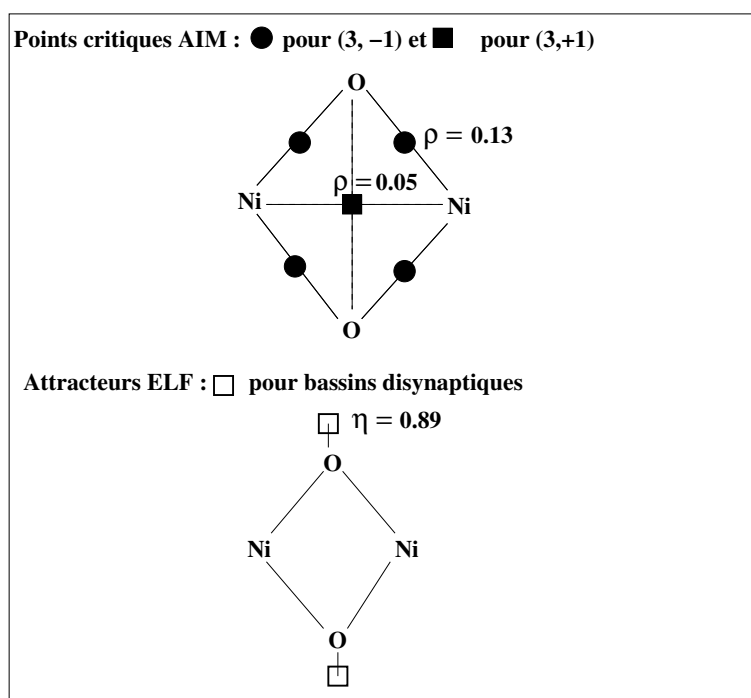 Points critiques AIM : ● pour (3, −1) et ■ pour (3,+1)
O
ρ = 0.13
ρ = 0.05
Ni
Ni
O
Attracteurs ELF : □ pour bassins disynaptiques
η = 0.89
O
Ni
Ni
O